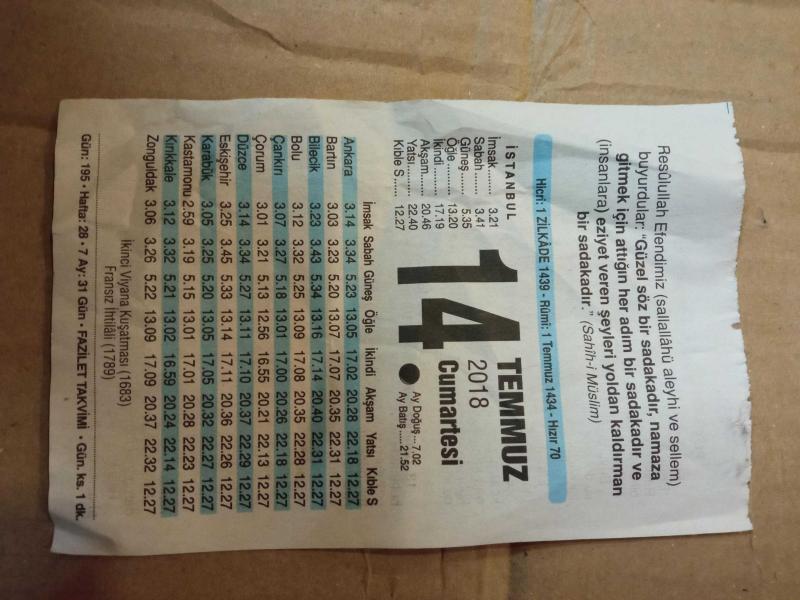 Resûlullah Efendimiz (sallallâhü aleyhi ve sellem)
buyurdular: "Güzel söz bir sadakadır, namaza
gitmek için attığın her adım bir sadakadır ve
(insanlara) eziyet veren şeyleri yoldan kaldırman
bir sadakadır." (Sahîh-i Müslim)
Hicrî: 1 ZİLKÂDE 1439 - Rûmi: 1 Temmuz 1434 - Hızır 70
İSTANBUL
İmsak........ 3.21
Sabah........ 3.41
Güneş....... 5.35
Öğle......... 13.20
İkindi........ 17.19
Akşam..... 20.46
Yatsı......... 22.40
Kıble S...... 12.27
14
TEMMUZ
2018
Cumartesi
Ay Doğuş... 7.02
Ay Batış.... 21.52
İmsak Sabah Güneş Öğle İkindi Akşam Yatsı Kıble S
Ankara 3.14 3.34 5.23 13.05 17.02 20.28 22.18 12.27
Bartın 3.03 3.23 5.20 13.07 17.07 20.35 22.31 12.27
Bilecik 3.23 3.43 5.34 13.16 17.14 20.40 22.31 12.27
Bolu 3.12 3.32 5.25 13.09 17.08 20.35 22.28 12.27
Çankırı 3.07 3.27 5.18 13.01 17.00 20.26 22.18 12.27
Çorum 3.01 3.21 5.13 12.56 16.55 20.21 22.13 12.27
Düzce 3.14 3.34 5.27 13.11 17.10 20.37 22.29 12.27
Eskişehir 3.25 3.45 5.33 13.14 17.11 20.36 22.26 12.27
Karabük 3.05 3.25 5.20 13.05 17.05 20.32 22.27 12.27
Kastamonu 2.59 3.19 5.15 13.01 17.01 20.28 22.23 12.27
Kırıkkale 3.12 3.32 5.21 13.02 16.59 20.24 22.14 12.27
Zonguldak 3.06 3.26 5.22 13.09 17.09 20.37 22.32 12.27
İkinci Viyana Kuşatması (1683)
Fransız İhtilâli (1789)
Gün: 195 • Hafta: 28 • 7 Ay: 31 Gün • FAZİLET TAKVİMİ • Gün. ks. 1 dk.